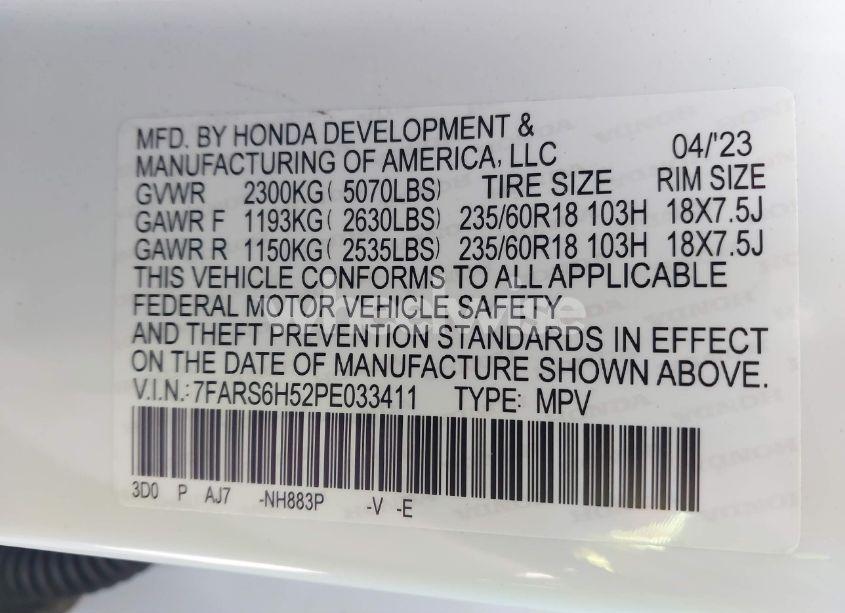 MFD. BY HONDA DEVELOPMENT &
MANUFACTURING OF AMERICA, LLC 04/'23
GVWR 2300KG( 5070LBS) TIRE SIZE RIM SIZE
GAWR F 1193KG( 2630LBS) 235/60R18 103H 18X7.5J
GAWR R 1150KG( 2535LBS) 235/60R18 103H 18X7.5J
THIS VEHICLE CONFORMS TO ALL APPLICABLE
FEDERAL MOTOR VEHICLE SAFETY
AND THEFT PREVENTION STANDARDS IN EFFECT
ON THE DATE OF MANUFACTURE SHOWN ABOVE.
V.I.N.: 7FARS6H52PE033411 TYPE: MPV
3D0 P AJ7 -NH883P -V -E